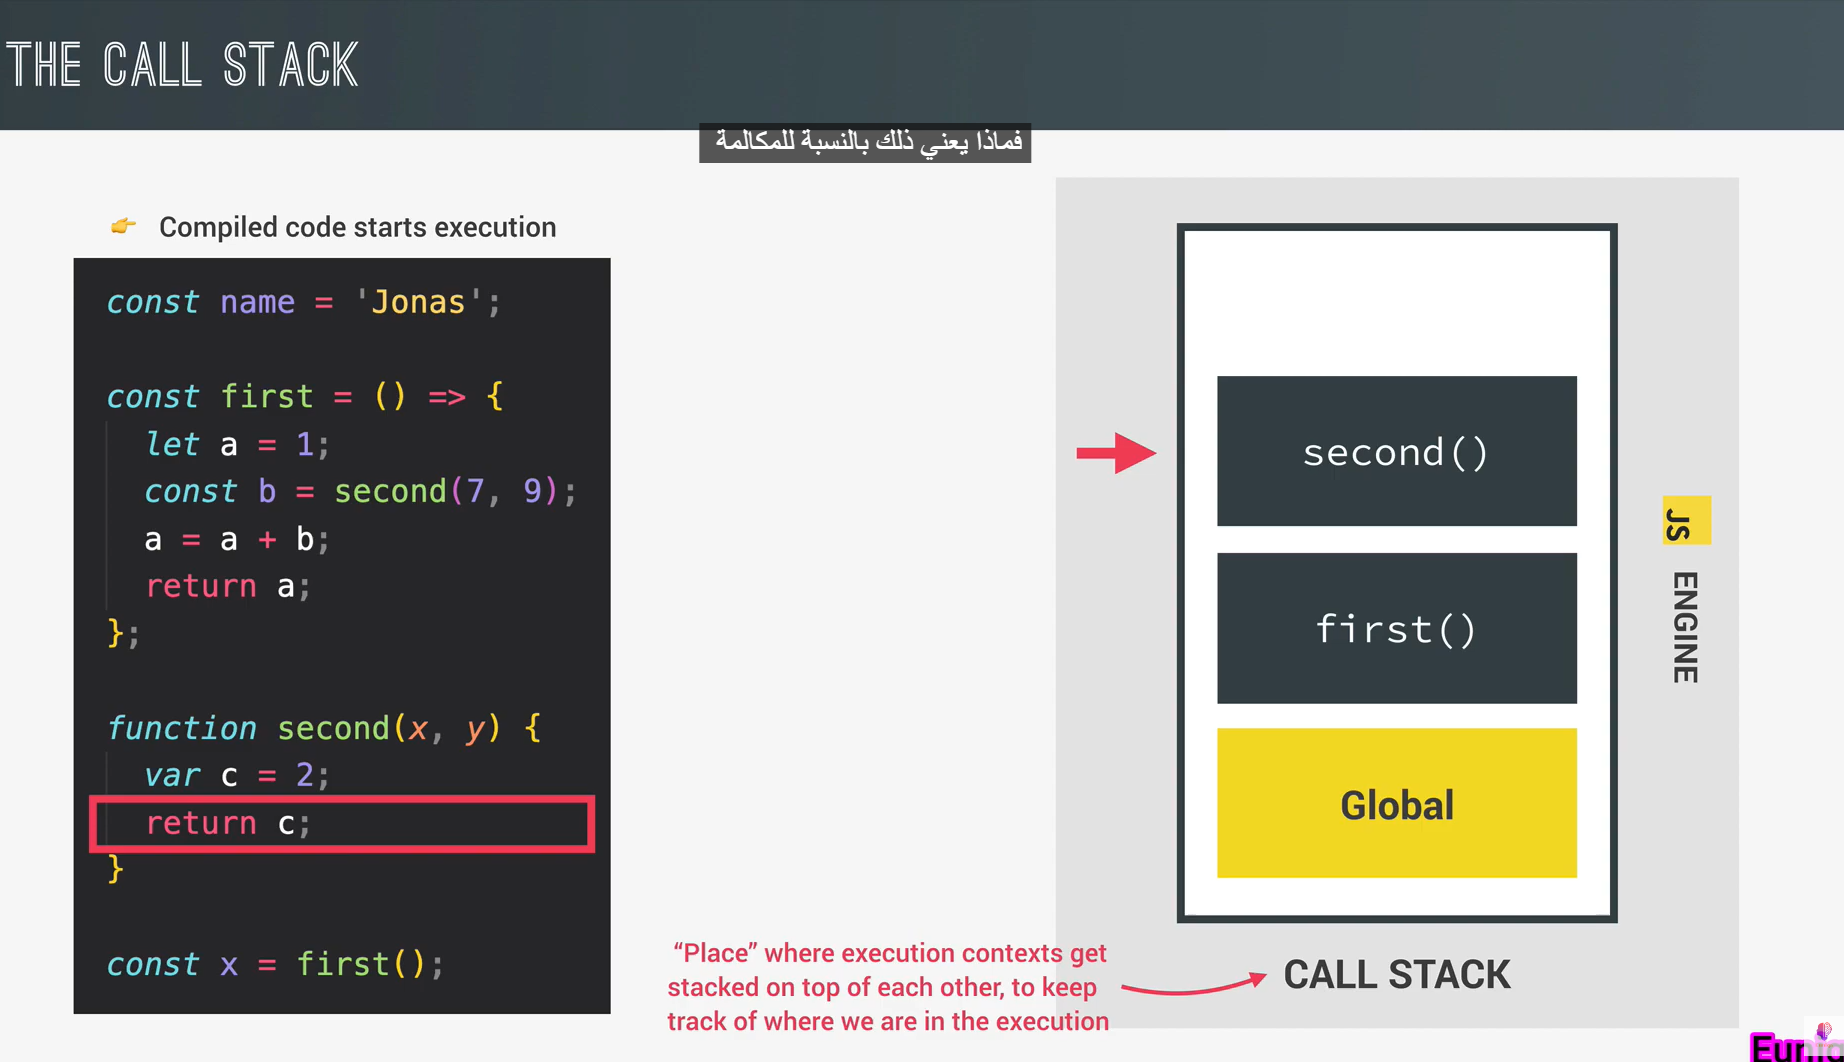 THE CALL STACK
فماذا يعني ذلك بالنسبة للمكالمة
👉 Compiled code starts execution
const name = 'Jonas';
const first = () => {
let a = 1;
const b = second(7, 9);
a = a + b;
return a;
};
function second(x, y) {
var c = 2;
return c;
}
const x = first();
second()
first()
Global
JS ENGINE
CALL STACK
“Place” where execution contexts get
stacked on top of each other, to keep
track of where we are in the execution